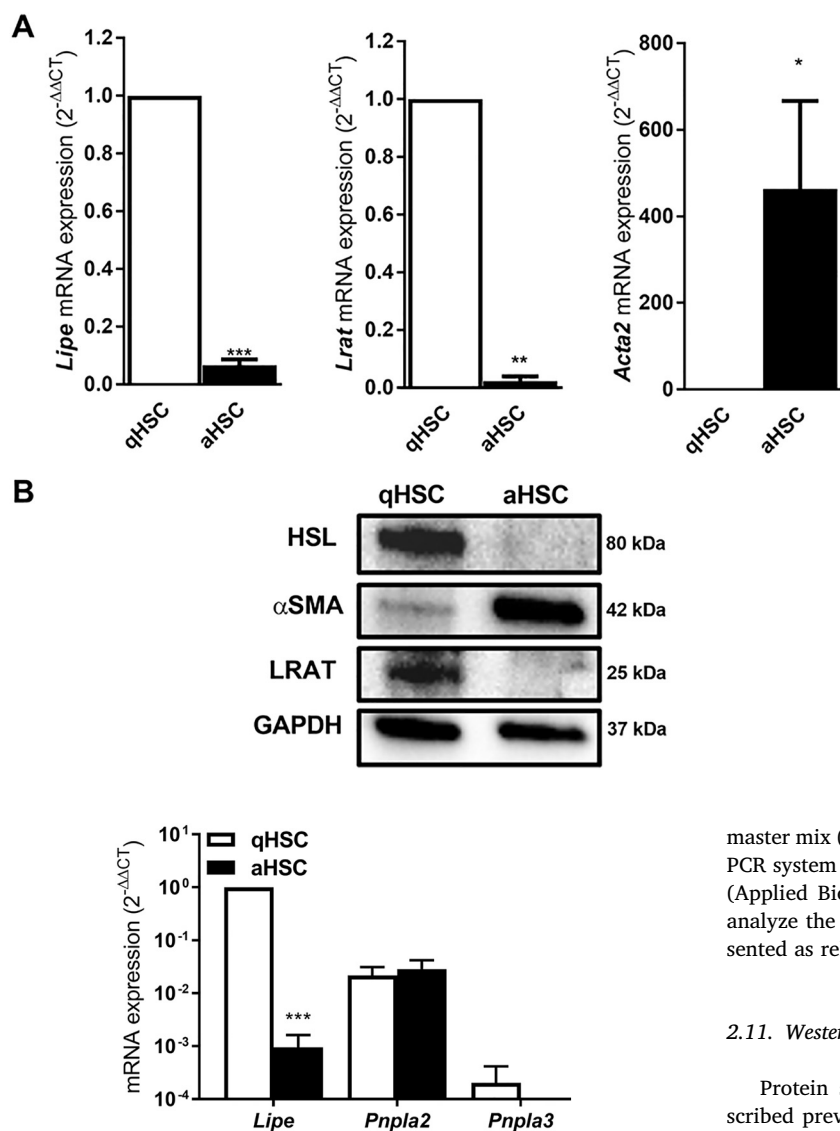 A
Lipe mRNA expression (2^-ΔΔCT)
1.2
1.0
0.8
0.6
0.4
0.2
0.0
***
qHSC
aHSC
Lrat mRNA expression (2^-ΔΔCT)
1.2
1.0
0.8
0.6
0.4
0.2
0.0
**
qHSC
aHSC
Acta2 mRNA expression (2^-ΔΔCT)
800
600
400
200
0
*
qHSC
aHSC
B
qHSC aHSC
HSL 80 kDa
αSMA 42 kDa
LRAT 25 kDa
GAPDH 37 kDa
mRNA expression (2^-ΔΔCT)
10^1
10^0
10^-1
10^-2
10^-3
10^-4
qHSC
aHSC
***
Lipe Pnpla2 Pnpla3
master mix (
PCR system
(Applied Bio
analyze the
sented as re
2.11. Wester
Protein
scribed prev